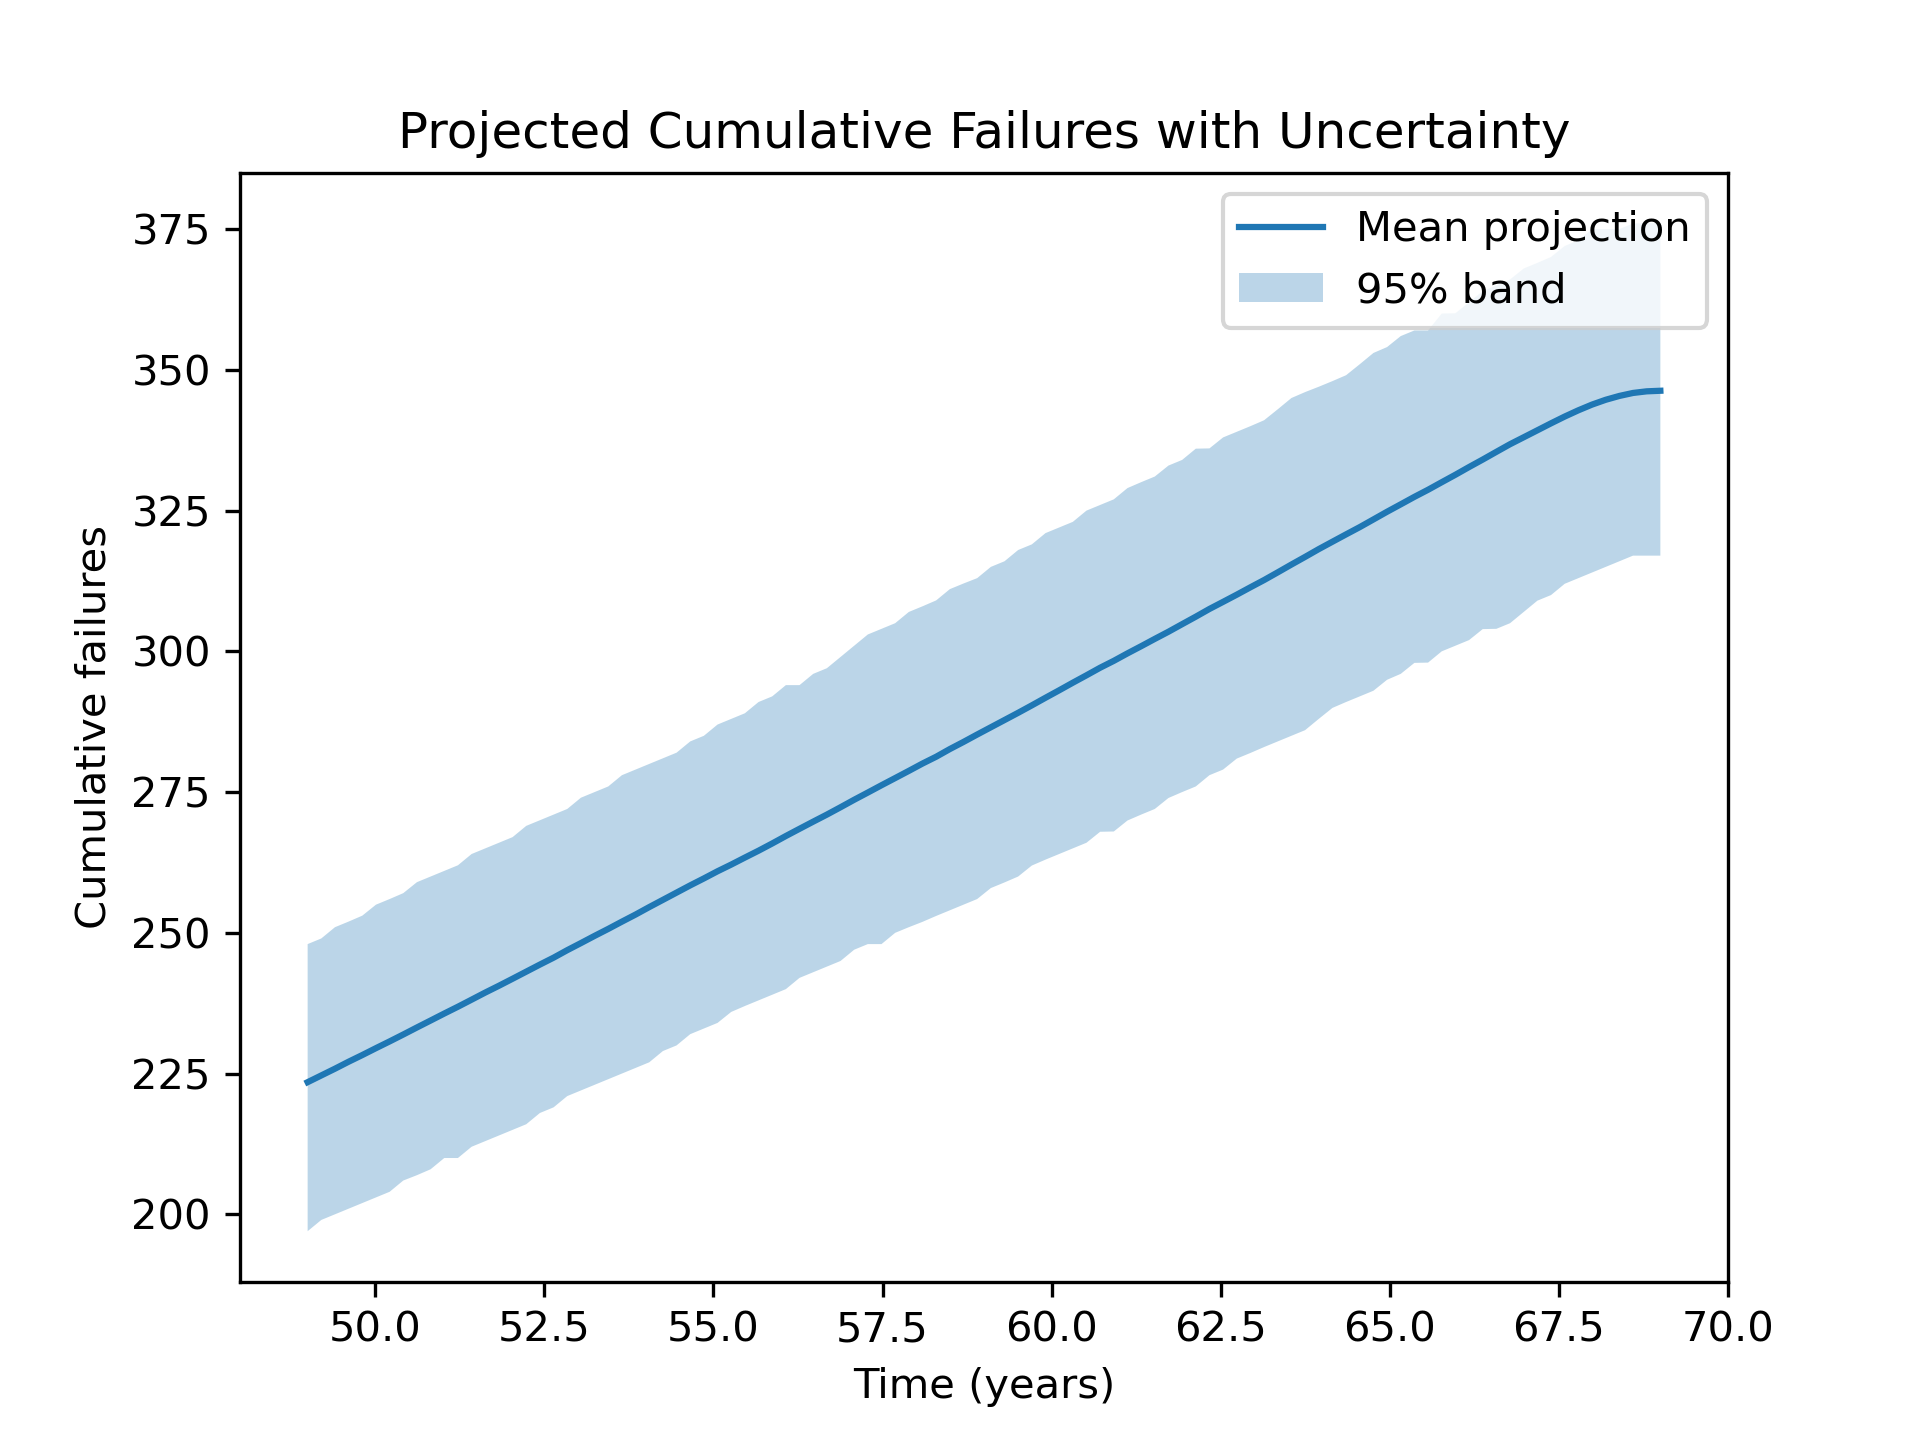 Projected Cumulative Failures with Uncertainty
Mean projection
95% band
375
350
325
300
275
250
225
200
Cumulative failures
50.0 52.5 55.0 57.5 60.0 62.5 65.0 67.5 70.0
Time (years)